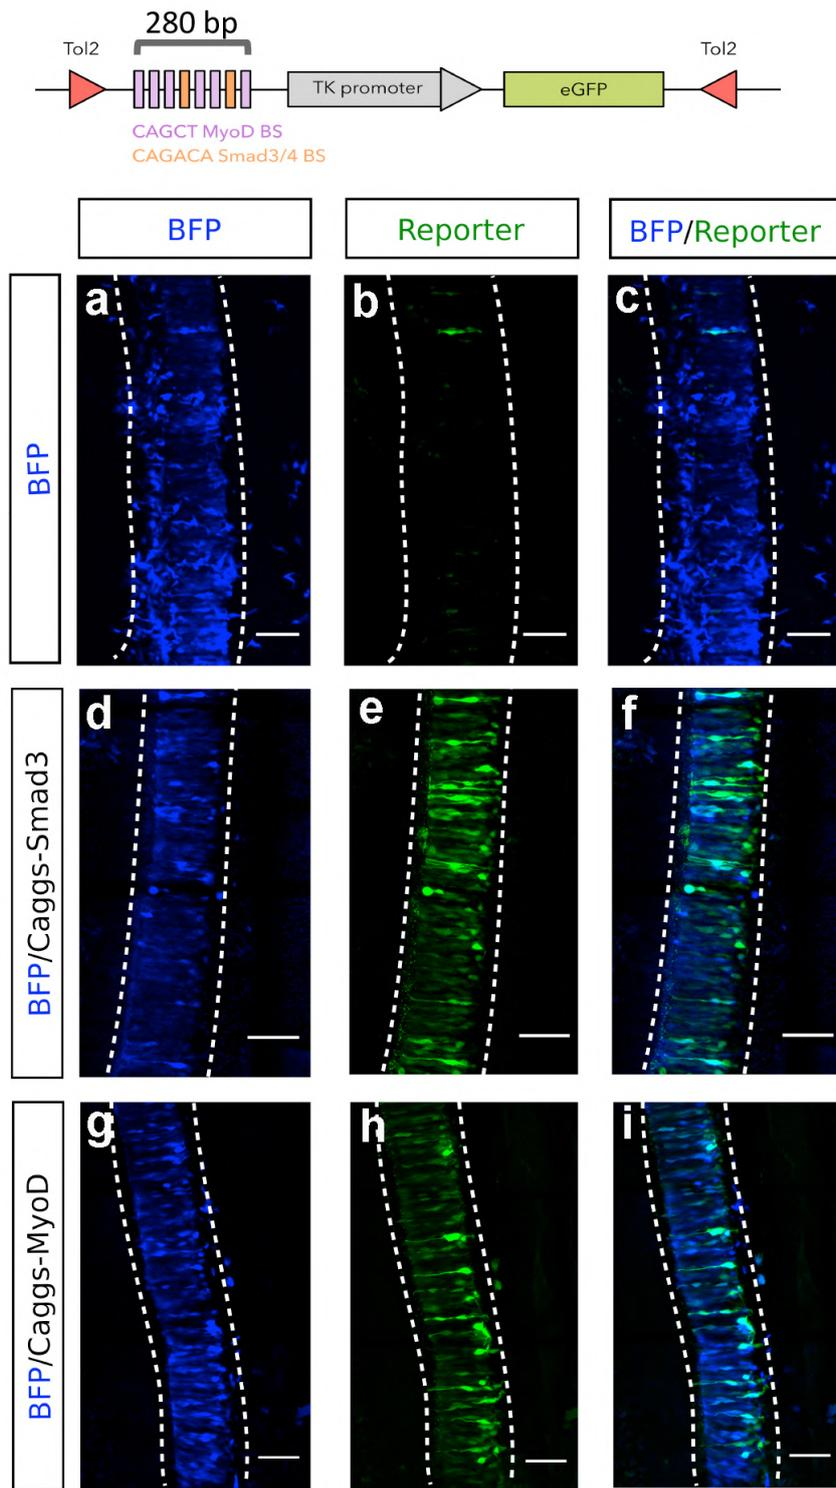 280 bp
Tol2
Tol2
TK promoter
eGFP
CAGCT MyoD BS
CAGACA Smad3/4 BS
BFP
Reporter
BFP/Reporter
BFP
a
b
c
BFP/Caggs-Smad3
d
e
f
BFP/Caggs-MyoD
g
h
i